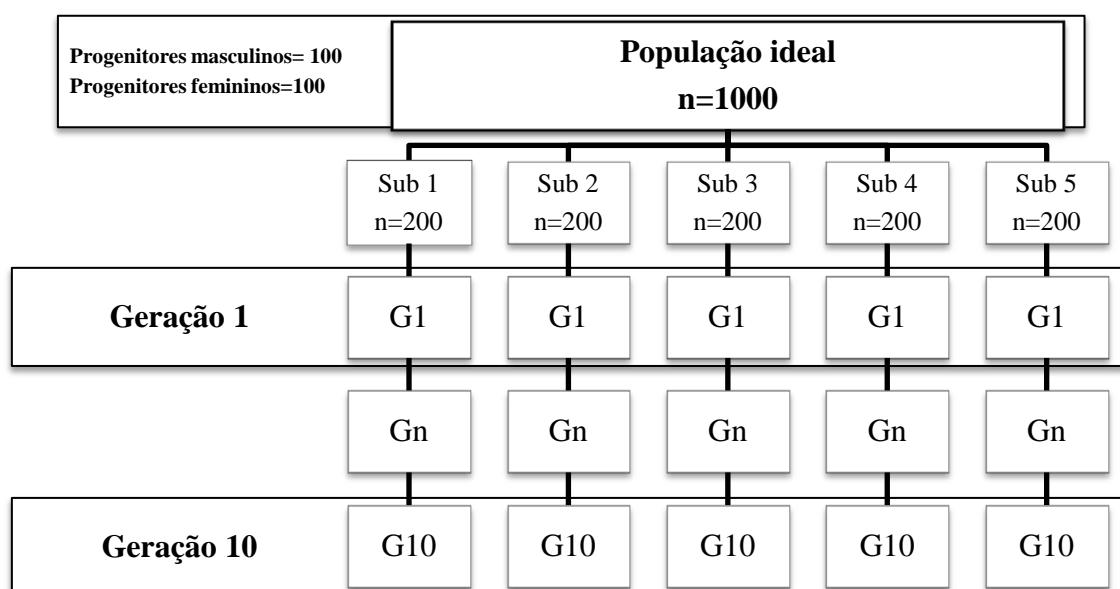 Progenitores masculinos= 100
Progenitores femininos=100
População ideal
n=1000
Sub 1
n=200
Sub 2
n=200
Sub 3
n=200
Sub 4
n=200
Sub 5
n=200
Geração 1
G1
G1
G1
G1
G1
Gn
Gn
Gn
Gn
Gn
Geração 10
G10
G10
G10
G10
G10